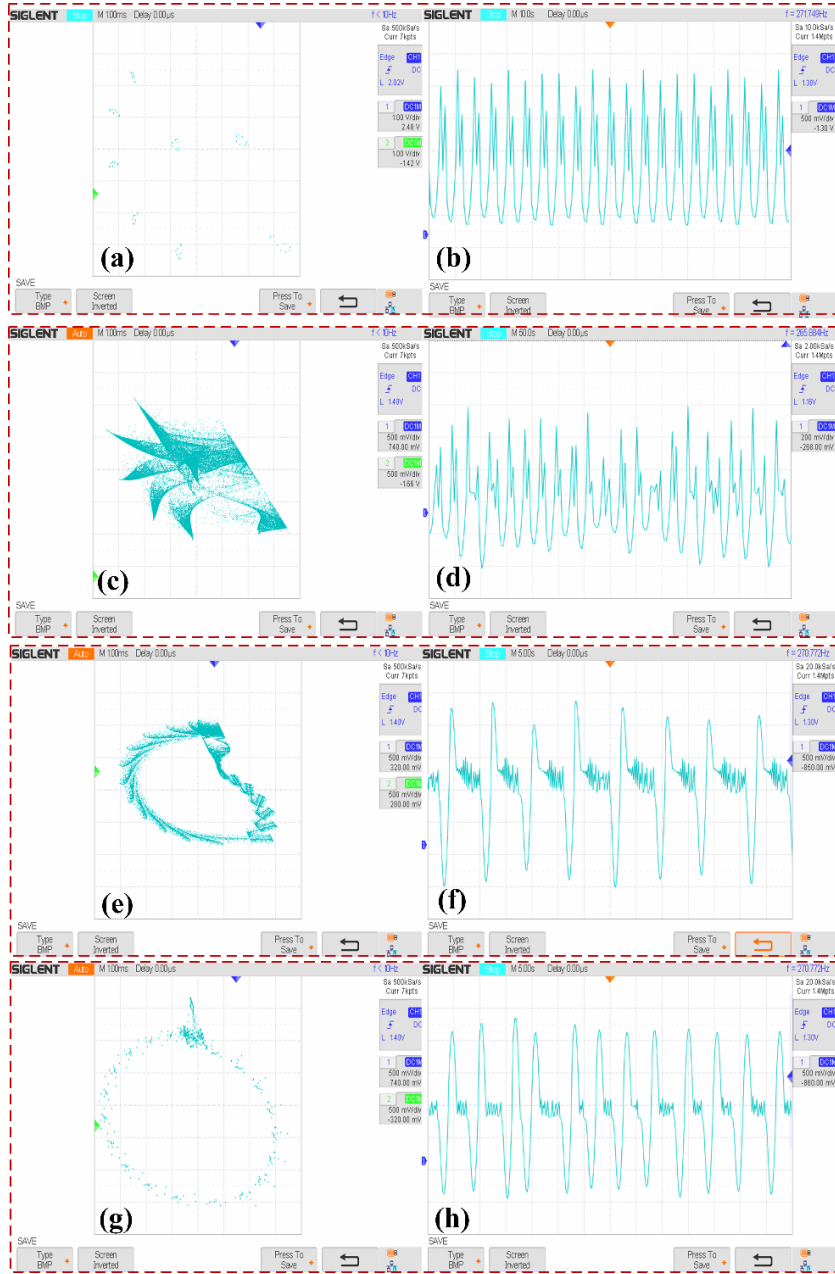 SIGLENT Stop M 1.00ms Delay 0.00μs f < 10Hz
Sa 500kSa/s
Curr 7kpts
Edge CH1
DC
L 2.02V
1 DC1M
1.00 V/div
2.48 V
2 DC1M
1.00 V/div
-1.42 V
(a)
SAVE
Type
BMP
Screen
Inverted
Press To
Save
SIGLENT Stop M 10.0s Delay 0.00μs f = 271.749Hz
Sa 10.0kSa/s
Curr 1.4Mpts
Edge CH1
DC
L 1.30V
1 DC1M
500 mV/div
-1.30 V
(b)
SAVE
Type
BMP
Screen
Inverted
Press To
Save
SIGLENT Auto M 1.00ms Delay 0.00μs f < 10Hz
Sa 500kSa/s
Curr 7kpts
Edge CH1
DC
L 1.40V
1 DC1M
500 mV/div
740.00 mV
2 DC1M
500 mV/div
-1.66 V
(c)
SAVE
Type
BMP
Screen
Inverted
Press To
Save
SIGLENT Stop M 50.0s Delay 0.00μs
Sa 2.00kSa/s
Curr 1.4Mpts
Edge CH1
DC
L 1.16V
1 DC1M
200 mV/div
-268.00 mV
(d)
SAVE
Type
BMP
Screen
Inverted
Press To
Save
SIGLENT Auto M 1.00ms Delay 0.00μs f < 10Hz
Sa 500kSa/s
Curr 7kpts
Edge CH1
DC
L 1.40V
1 DC1M
500 mV/div
320.00 mV
2 DC1M
500 mV/div
280.00 mV
(e)
SAVE
Type
BMP
Screen
Inverted
Press To
Save
SIGLENT Stop M 5.00s Delay 0.00μs f = 270.772Hz
Sa 20.0kSa/s
Curr 1.4Mpts
Edge CH1
DC
L 1.30V
1 DC1M
500 mV/div
-850.00 mV
(f)
SAVE
Type
BMP
Screen
Inverted
Press To
Save
SIGLENT Auto M 1.00ms Delay 0.00μs f < 10Hz
Sa 500kSa/s
Curr 7kpts
Edge CH1
DC
L 1.40V
1 DC1M
500 mV/div
740.00 mV
2 DC1M
500 mV/div
-320.00 mV
(g)
SAVE
Type
BMP
Screen
Inverted
Press To
Save
SIGLENT Stop M 5.00s Delay 0.00μs f = 270.772Hz
Sa 20.0kSa/s
Curr 1.4Mpts
Edge CH1
DC
L 1.30V
1 DC1M
500 mV/div
-860.00 mV
(h)
SAVE
Type
BMP
Screen
Inverted
Press To
Save